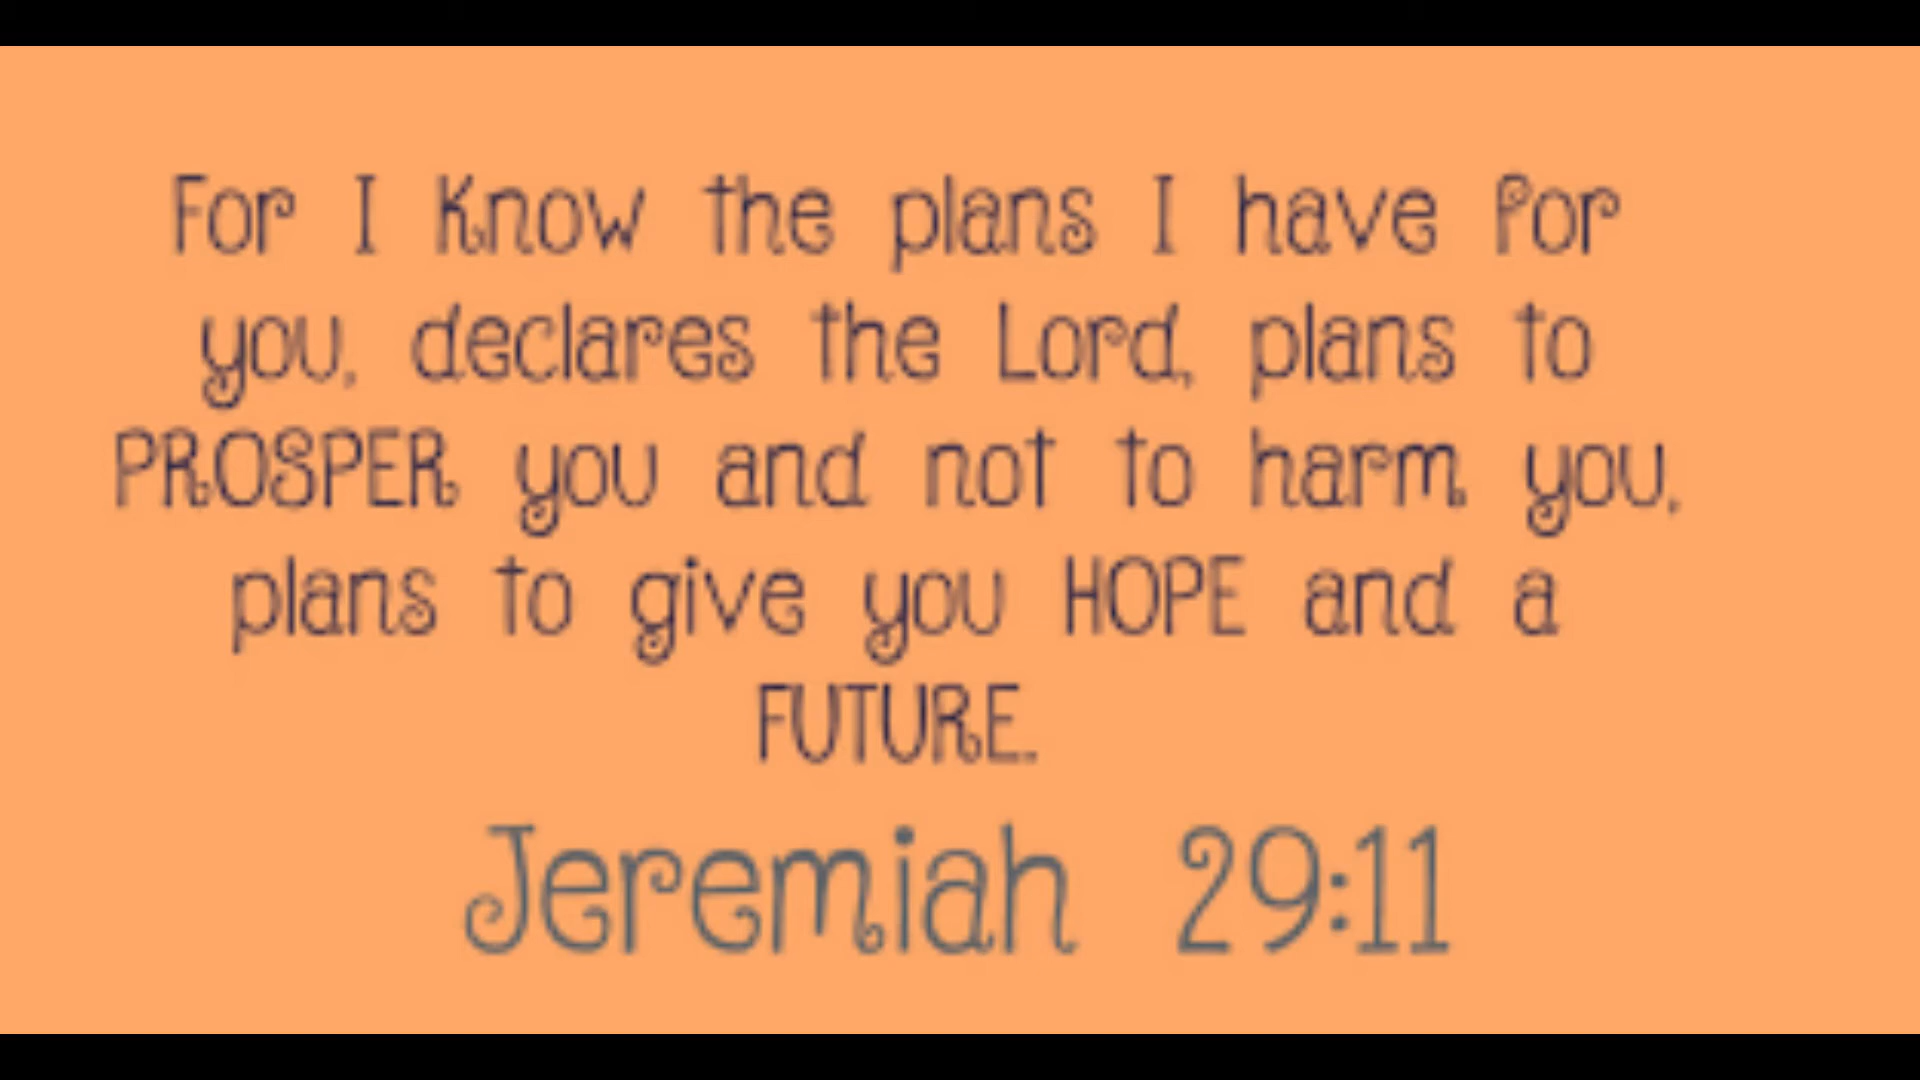 For I Know the plans I have for
you, declares the Lord, plans to
PROSPER you and not to harm you,
plans to give you HOPE and a
FUTURE.
Jeremiah 29:11